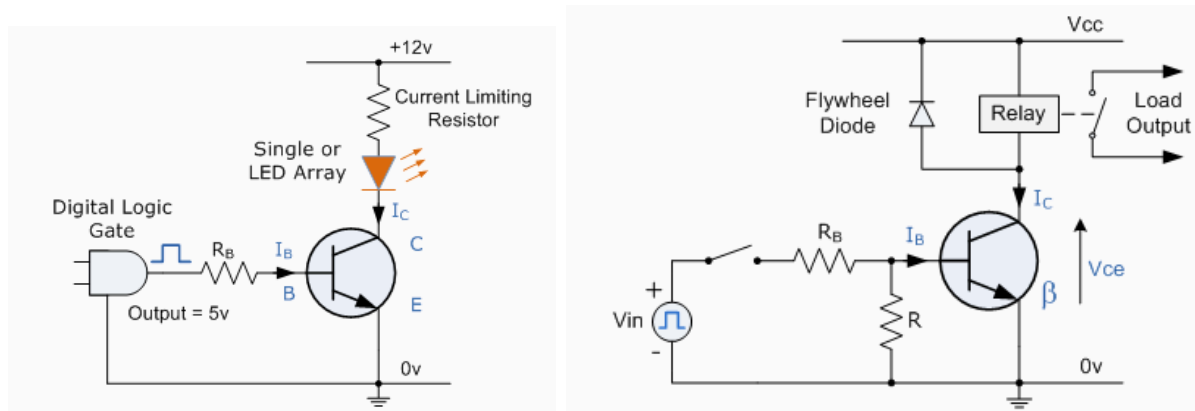 +12v
Current Limiting
Resistor
Single or
LED Array
Digital Logic
Gate
IC
RB
IB
C
B
E
Output = 5v
0v
Vcc
Flywheel
Diode
Relay
Load
Output
IC
RB
IB
Vce
β
+
Vin
-
R
0v